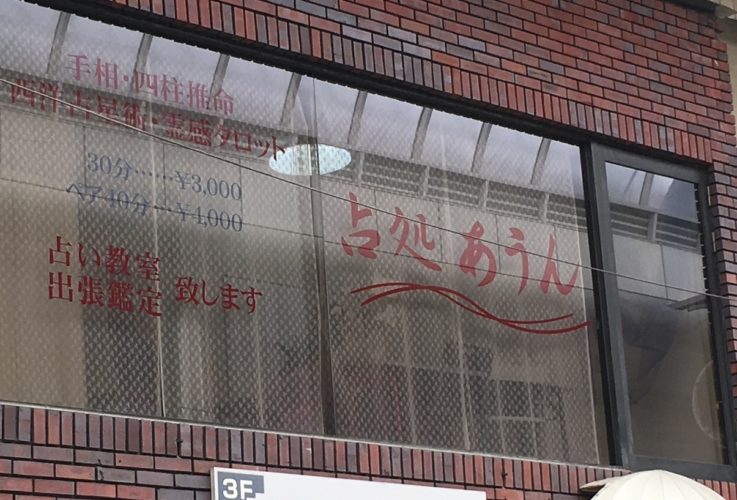 手相・四柱推命
西洋占星術・霊感タロット
30分……¥3,000
ペア40分…¥4,000
占い教室
出張鑑定 致します
占処 あうん
3F